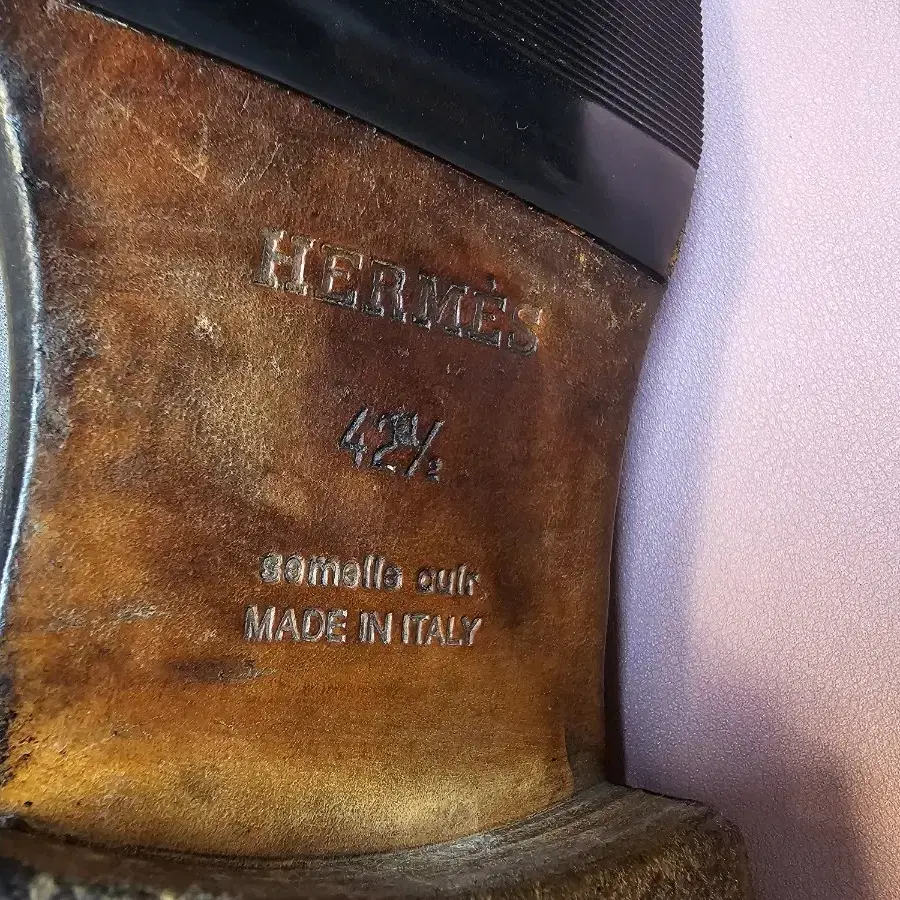 HERMÈS
42½
semelle cuir
MADE IN ITALY